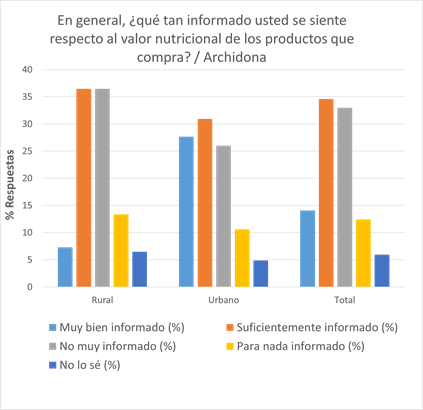 En general, ¿qué tan informado usted se siente
respecto al valor nutricional de los productos que
compra? / Archidona
% Respuestas
40
35
30
25
20
15
10
5
0
Rural Urbano Total
Muy bien informado (%) Suficientemente informado (%)
No muy informado (%) Para nada informado (%)
No lo sé (%)